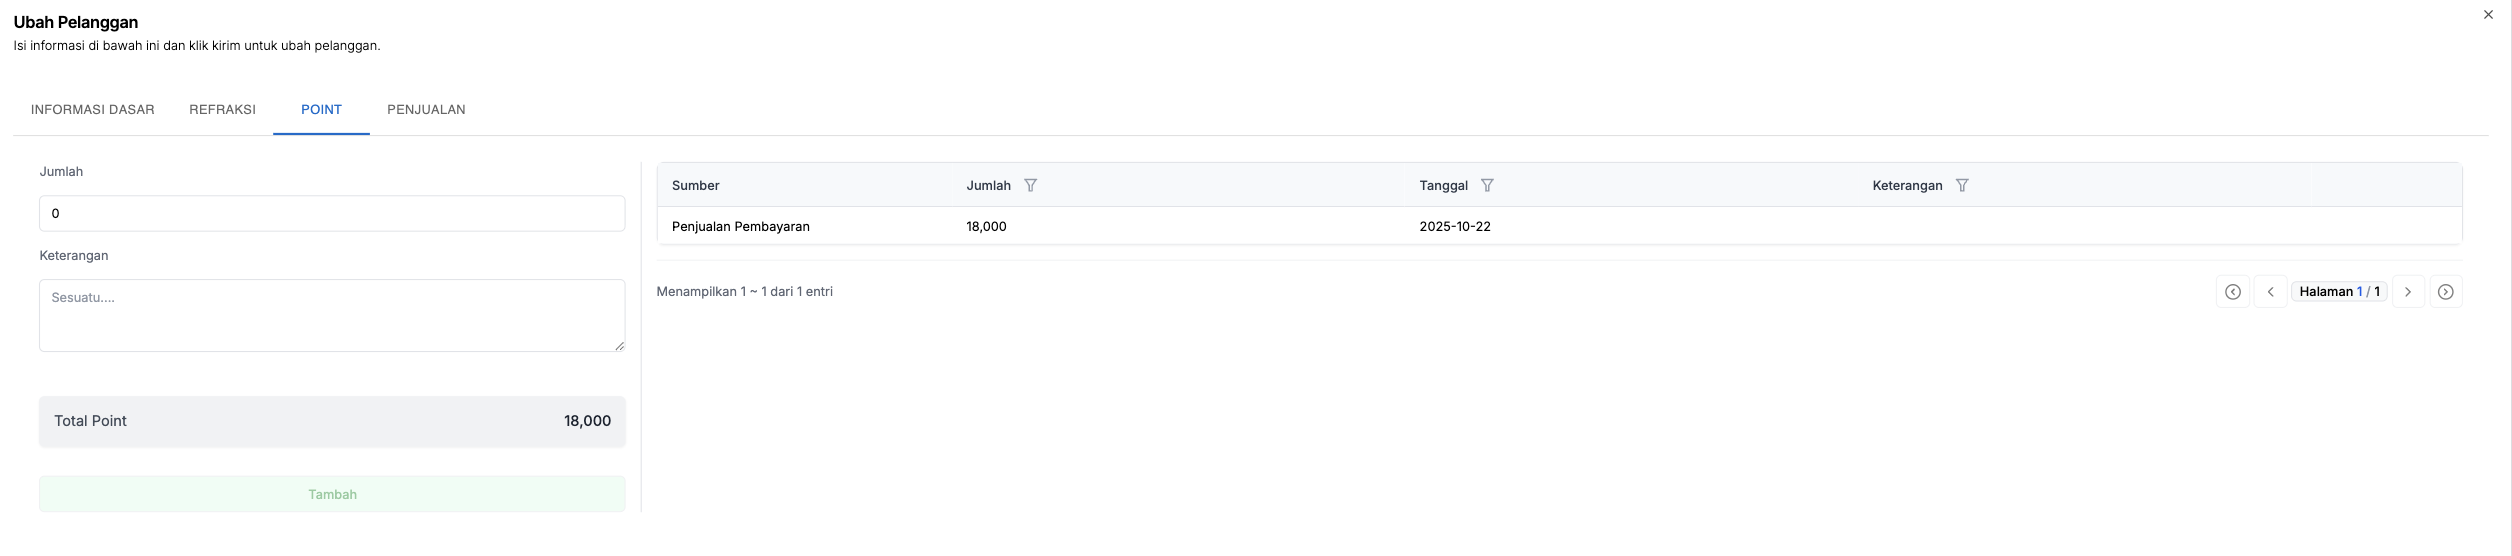 Ubah Pelanggan
Isi informasi di bawah ini dan klik kirim untuk ubah pelanggan.
INFORMASI DASAR REFRAKSI POINT PENJUALAN
Jumlah
0
Keterangan
Sesuatu....
Total Point 18,000
Tambah
Sumber Jumlah Tanggal Keterangan
Penjualan Pembayaran 18,000 2025-10-22
Menampilkan 1 ~ 1 dari 1 entri
Halaman 1 / 1